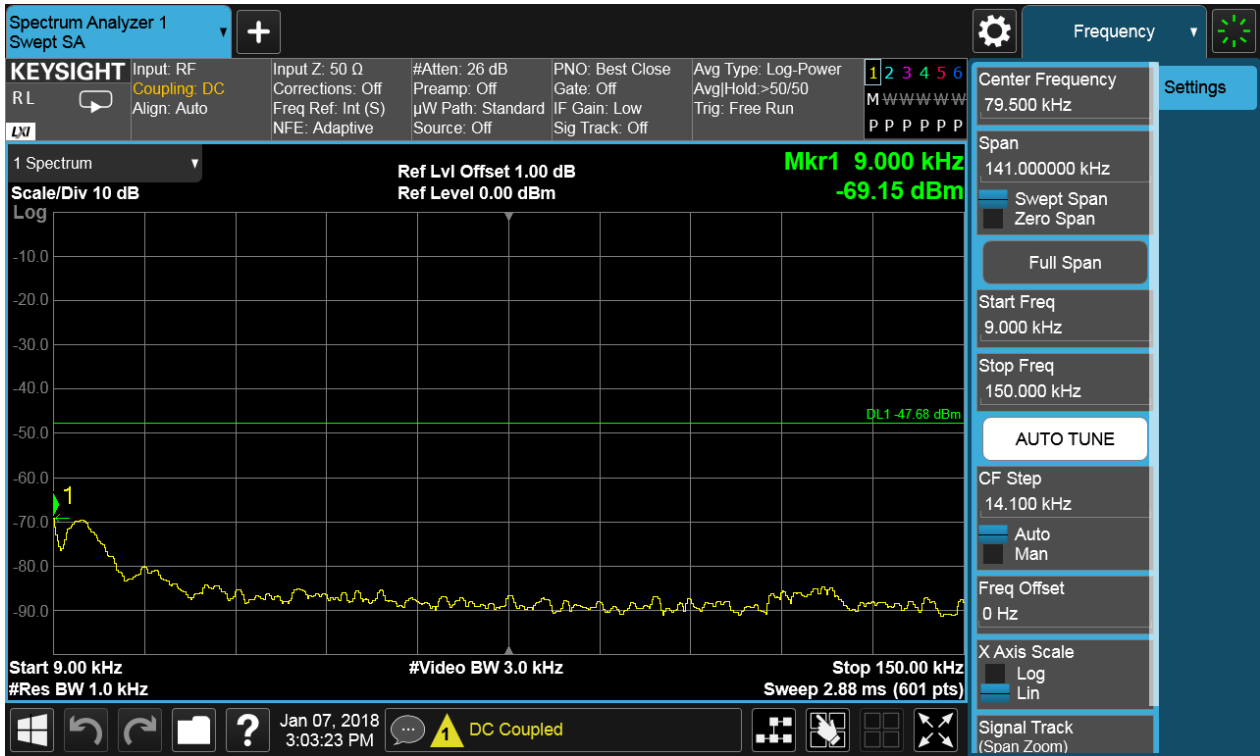 Spectrum Analyzer 1
Swept SA
Frequency
Settings
KEYSIGHT
RL
LXI
Input: RF
Coupling: DC
Align: Auto
Input Z: 50 Ω
Corrections: Off
Freq Ref: Int (S)
NFE: Adaptive
#Atten: 26 dB
Preamp: Off
µW Path: Standard
Source: Off
PNO: Best Close
Gate: Off
IF Gain: Low
Sig Track: Off
Avg Type: Log-Power
Avg|Hold:>50/50
Trig: Free Run
1 2 3 4 5 6
M W W W W W
P P P P P P
1 Spectrum
Scale/Div 10 dB
Log
Ref Lvl Offset 1.00 dB
Ref Level 0.00 dBm
Mkr1 9.000 kHz
-69.15 dBm
-10.0
-20.0
-30.0
-40.0
DL1 -47.68 dBm
-50.0
-60.0
1
-70.0
-80.0
-90.0
Start 9.00 kHz
#Res BW 1.0 kHz
#Video BW 3.0 kHz
Stop 150.00 kHz
Sweep 2.88 ms (601 pts)
Center Frequency
79.500 kHz
Span
141.000000 kHz
Swept Span
Zero Span
Full Span
Start Freq
9.000 kHz
Stop Freq
150.000 kHz
AUTO TUNE
CF Step
14.100 kHz
Auto
Man
Freq Offset
0 Hz
X Axis Scale
Log
Lin
Signal Track
(Span Zoom)
?
Jan 07, 2018
3:03:23 PM
1
DC Coupled